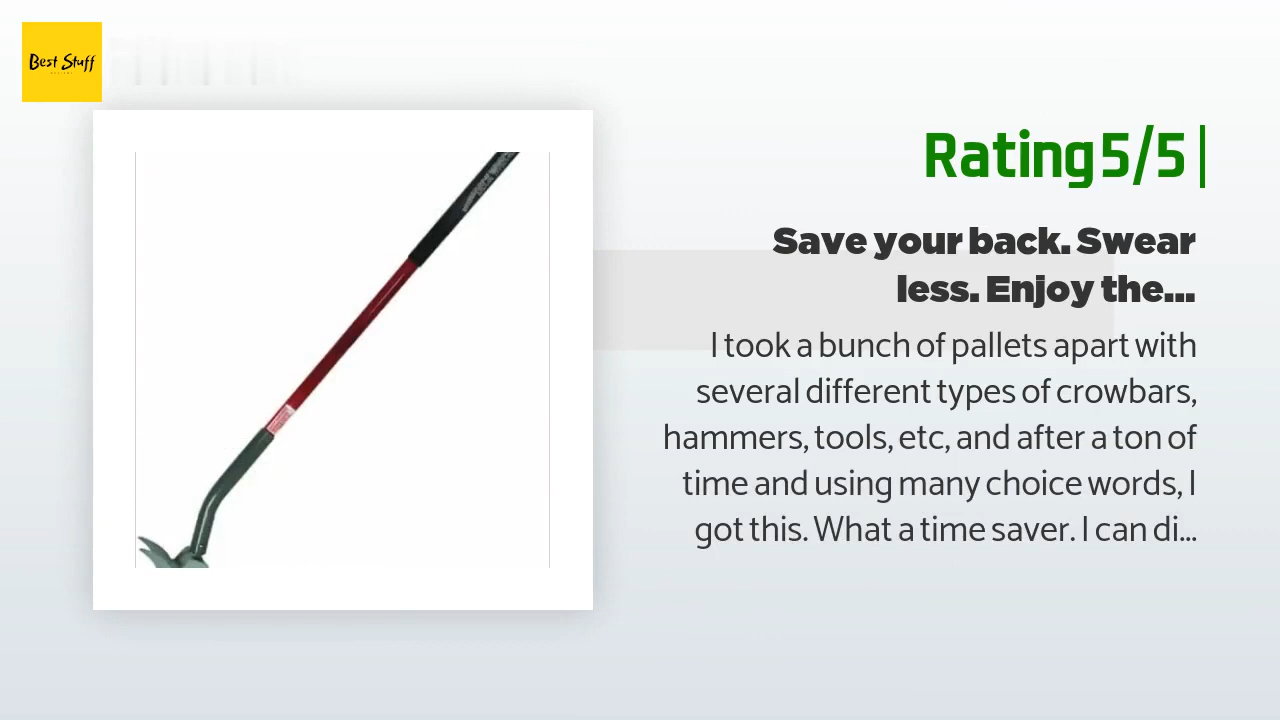 Best Stuff
Rating 5/5
Save your back. Swear
less. Enjoy the...
I took a bunch of pallets apart with
several different types of crowbars,
hammers, tools, etc, and after a ton of
time and using many choice words, I
got this. What a time saver. I can di...